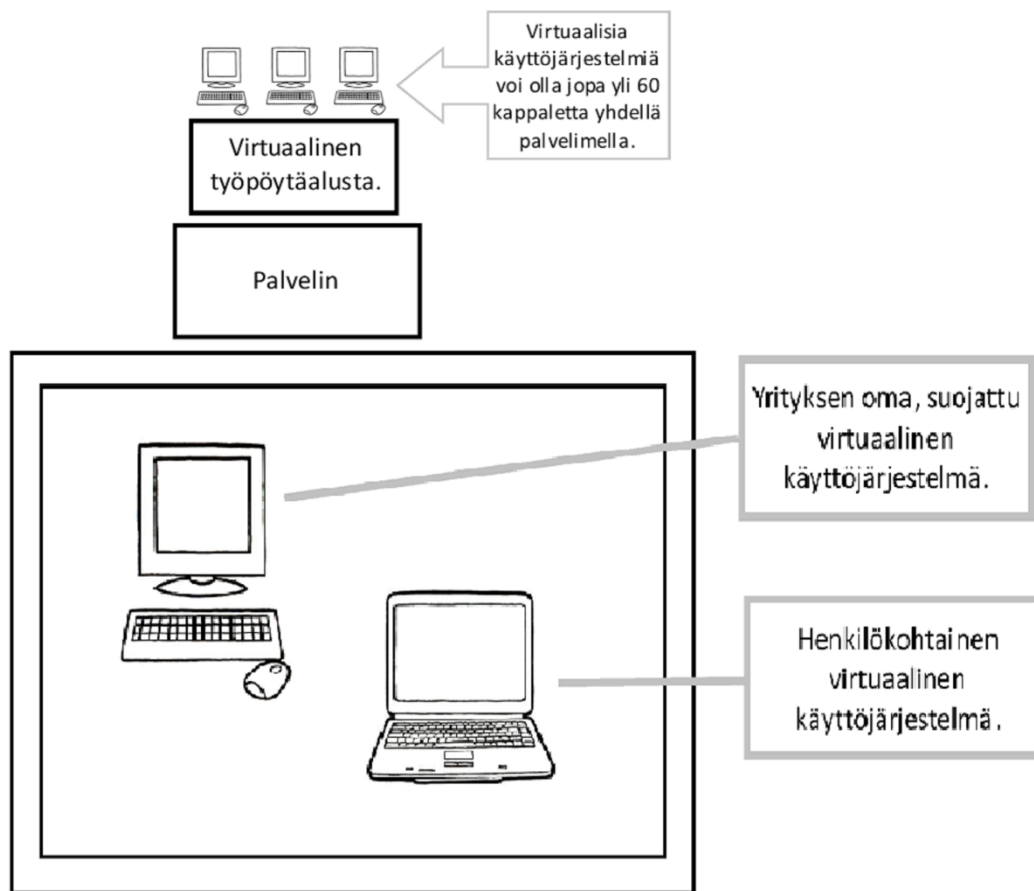 Virtuaalisia
käyttöjärjestelmiä
voi olla jopa yli 60
kappaletta yhdellä
palvelimella.
Virtuaalinen
työpöytäalusta.
Palvelin
Yrityksen oma, suojattu
virtuaalinen
käyttöjärjestelmä.
Henkilökohtainen
virtuaalinen
käyttöjärjestelmä.